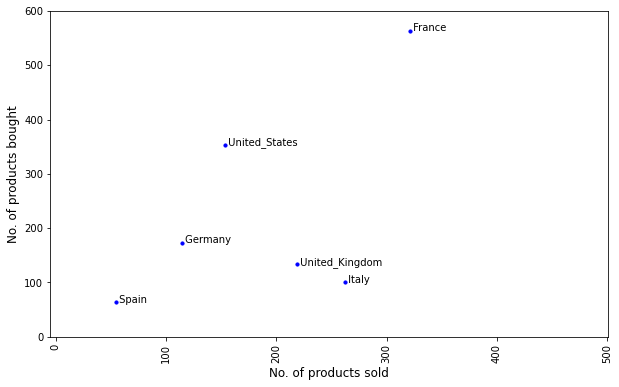 600
500
400
300
200
100
0
No. of products bought
France
United_States
Germany
United_Kingdom
Italy
Spain
0
100
200
300
400
500
No. of products sold